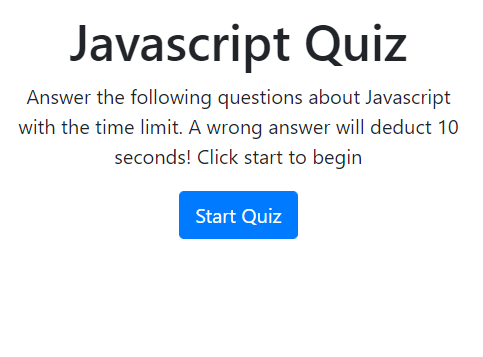 Javascript Quiz
Answer the following questions about Javascript
with the time limit. A wrong answer will deduct 10
seconds! Click start to begin
Start Quiz